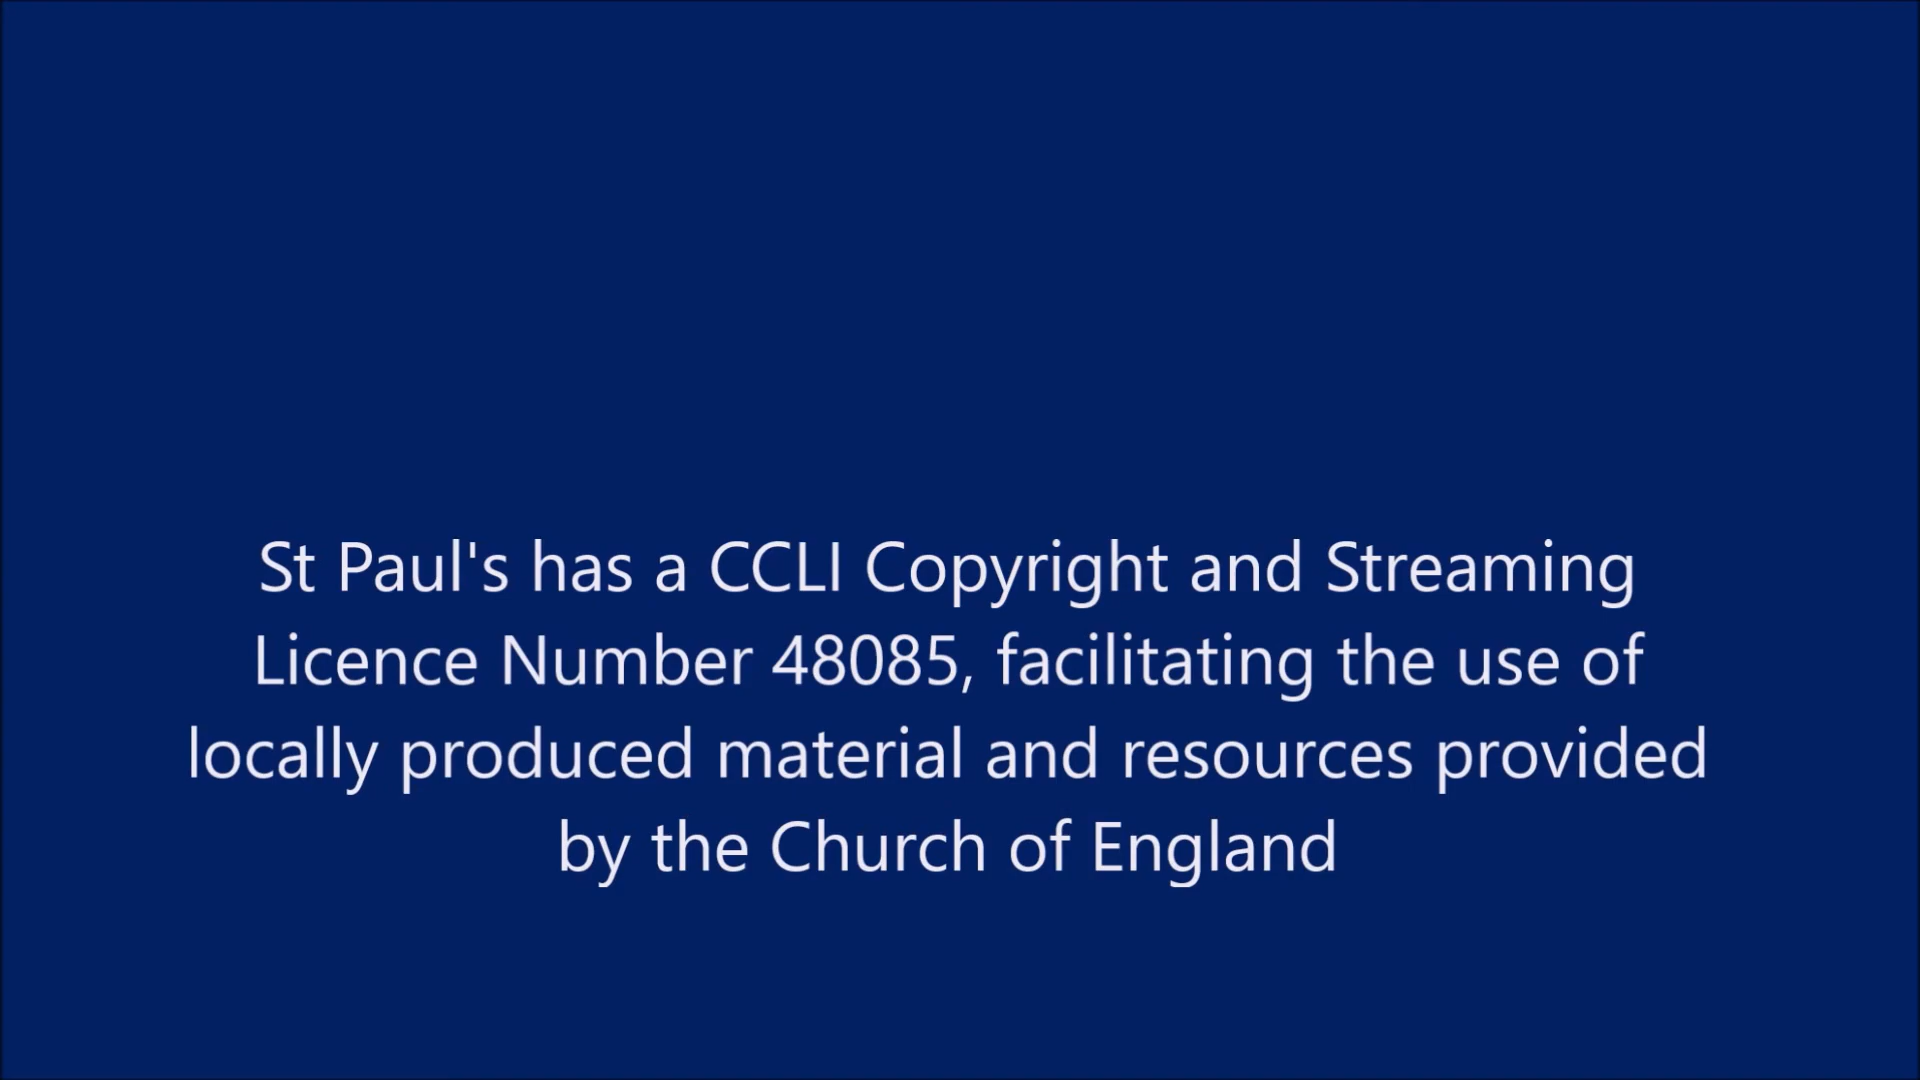 St Paul's has a CCLI Copyright and Streaming
Licence Number 48085, facilitating the use of
locally produced material and resources provided
by the Church of England